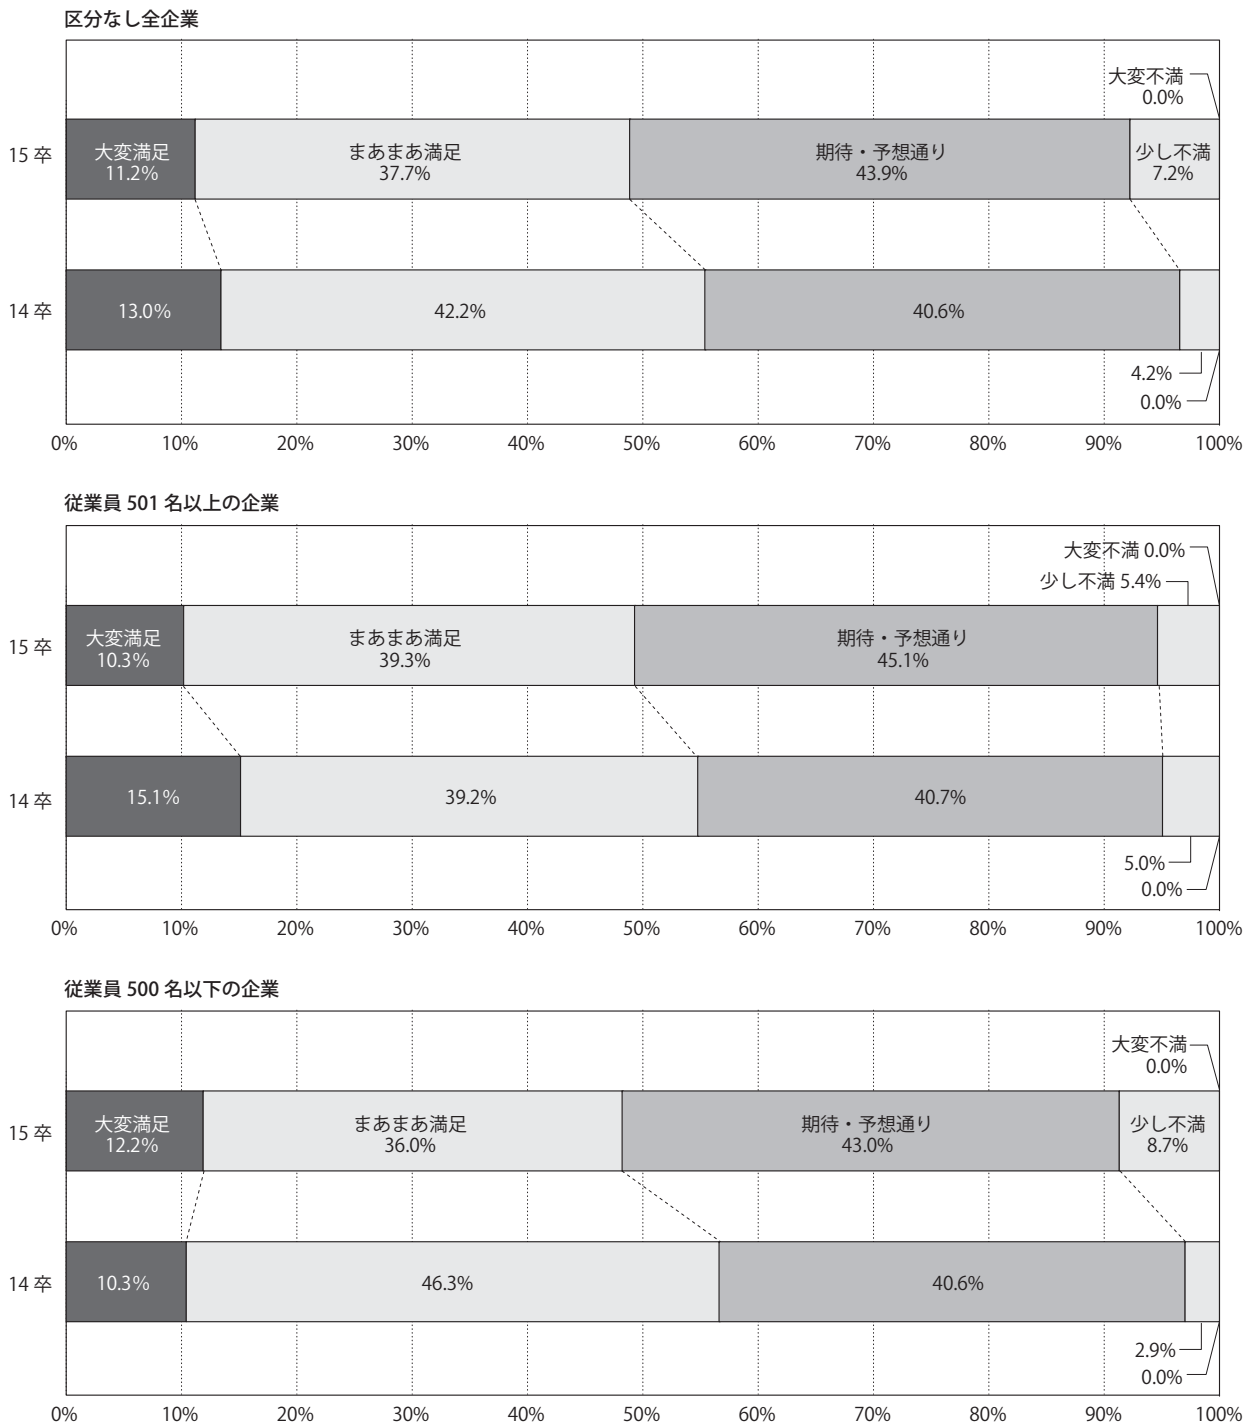 区分なし全企業
大変不満
0.0%
15 卒
大変満足
11.2%
まあまあ満足
37.7%
期待・予想通り
43.9%
少し不満
7.2%
14 卒
13.0%
42.2%
40.6%
4.2%
0.0%
0% 10% 20% 30% 40% 50% 60% 70% 80% 90% 100%
従業員 501 名以上の企業
大変不満 0.0%
少し不満 5.4%
15 卒
大変満足
10.3%
まあまあ満足
39.3%
期待・予想通り
45.1%
14 卒
15.1%
39.2%
40.7%
5.0%
0.0%
0% 10% 20% 30% 40% 50% 60% 70% 80% 90% 100%
従業員 500 名以下の企業
大変不満
0.0%
15 卒
大変満足
12.2%
まあまあ満足
36.0%
期待・予想通り
43.0%
少し不満
8.7%
14 卒
10.3%
46.3%
40.6%
2.9%
0.0%
0% 10% 20% 30% 40% 50% 60% 70% 80% 90% 100%